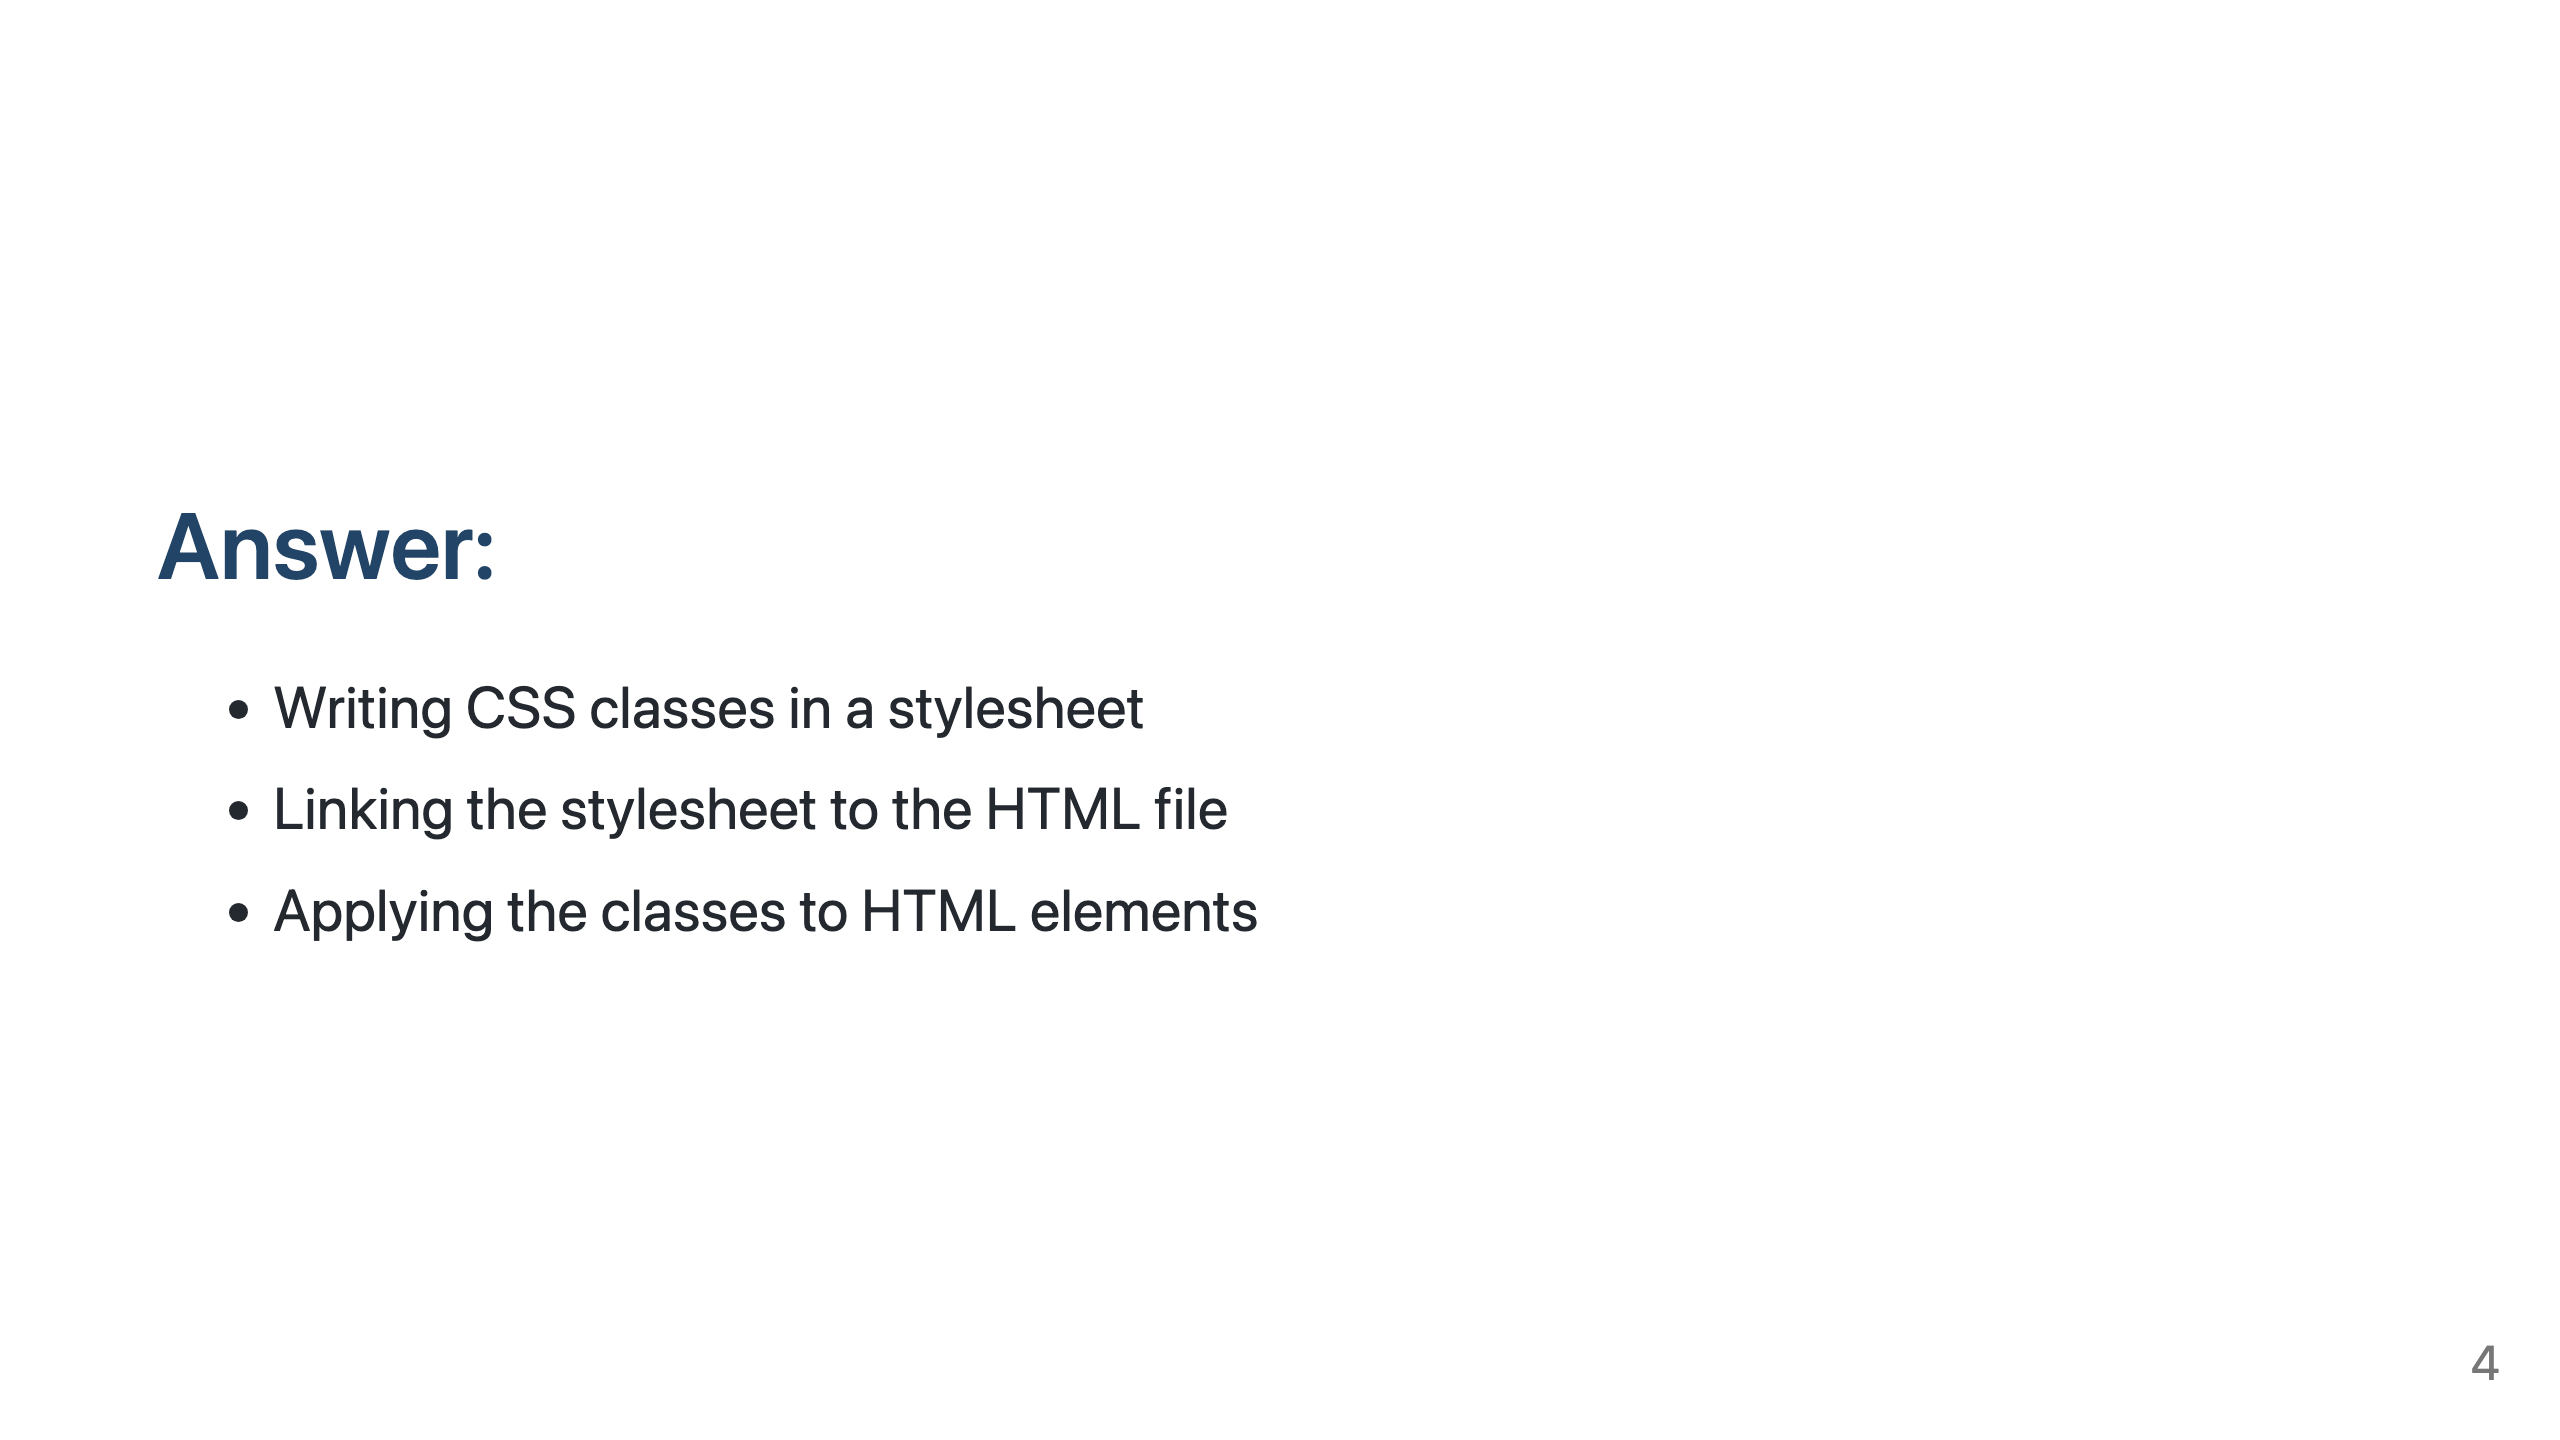 Answer:
• Writing CSS classes in a stylesheet
• Linking the stylesheet to the HTML file
• Applying the classes to HTML elements
4